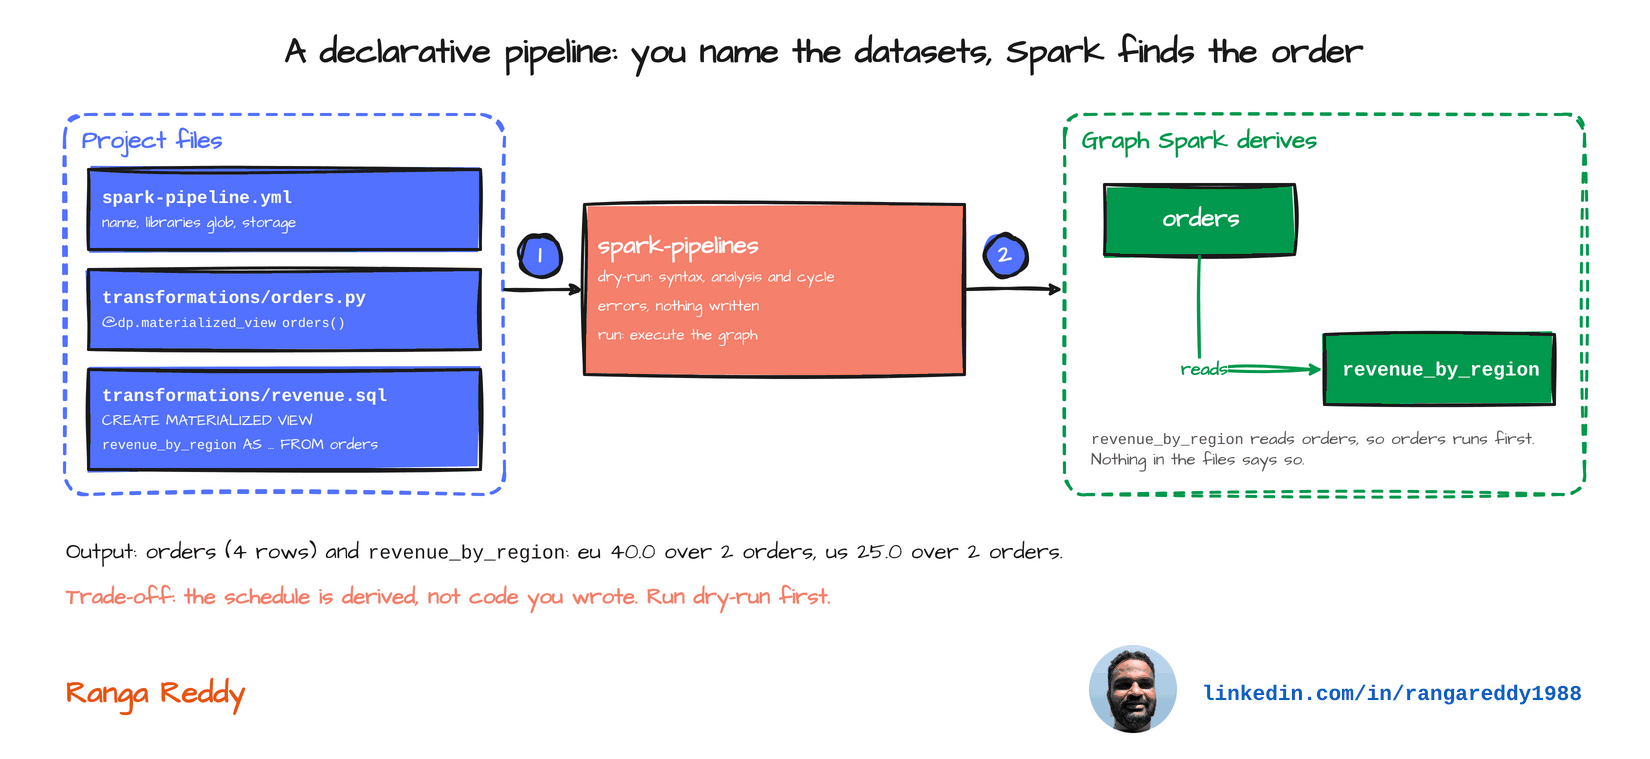 A declarative pipeline: you name the datasets, Spark finds the order
Project files
spark-pipeline.yml
name, libraries glob, storage
transformations/orders.py
@dp.materialized_view orders()
transformations/revenue.sql
CREATE MATERIALIZED VIEW
revenue_by_region AS … FROM orders
1
spark-pipelines
dry-run: syntax, analysis and cycle
errors, nothing written
run: execute the graph
2
Graph Spark derives
orders
reads
revenue_by_region
revenue_by_region reads orders, so orders runs first.
Nothing in the files says so.
Output: orders (4 rows) and revenue_by_region: eu 40.0 over 2 orders, us 25.0 over 2 orders.
Trade-off: the schedule is derived, not code you wrote. Run dry-run first.
Ranga Reddy
linkedin.com/in/rangareddy1988